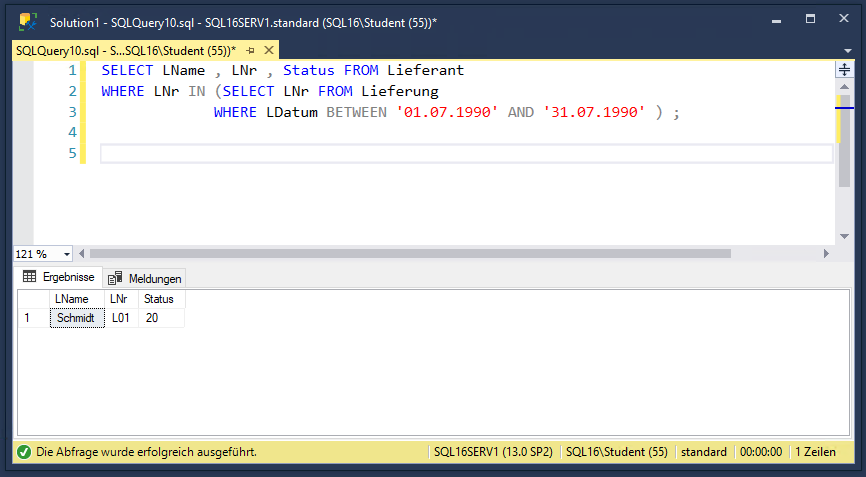 Solution1 - SQLQuery10.sql - SQL16SERV1.standard (SQL16\Student (55))*
SQLQuery10.sql - S...SQL16\Student (55))*
1 SELECT LName , LNr , Status FROM Lieferant
2 WHERE LNr IN (SELECT LNr FROM Lieferung
3 WHERE LDatum BETWEEN '01.07.1990' AND '31.07.1990' ) ;
4
5
121 %
Ergebnisse Meldungen
LName LNr Status
1 Schmidt L01 20
Die Abfrage wurde erfolgreich ausgeführt. SQL16SERV1 (13.0 SP2) SQL16\Student (55) standard 00:00:00 1 Zeilen